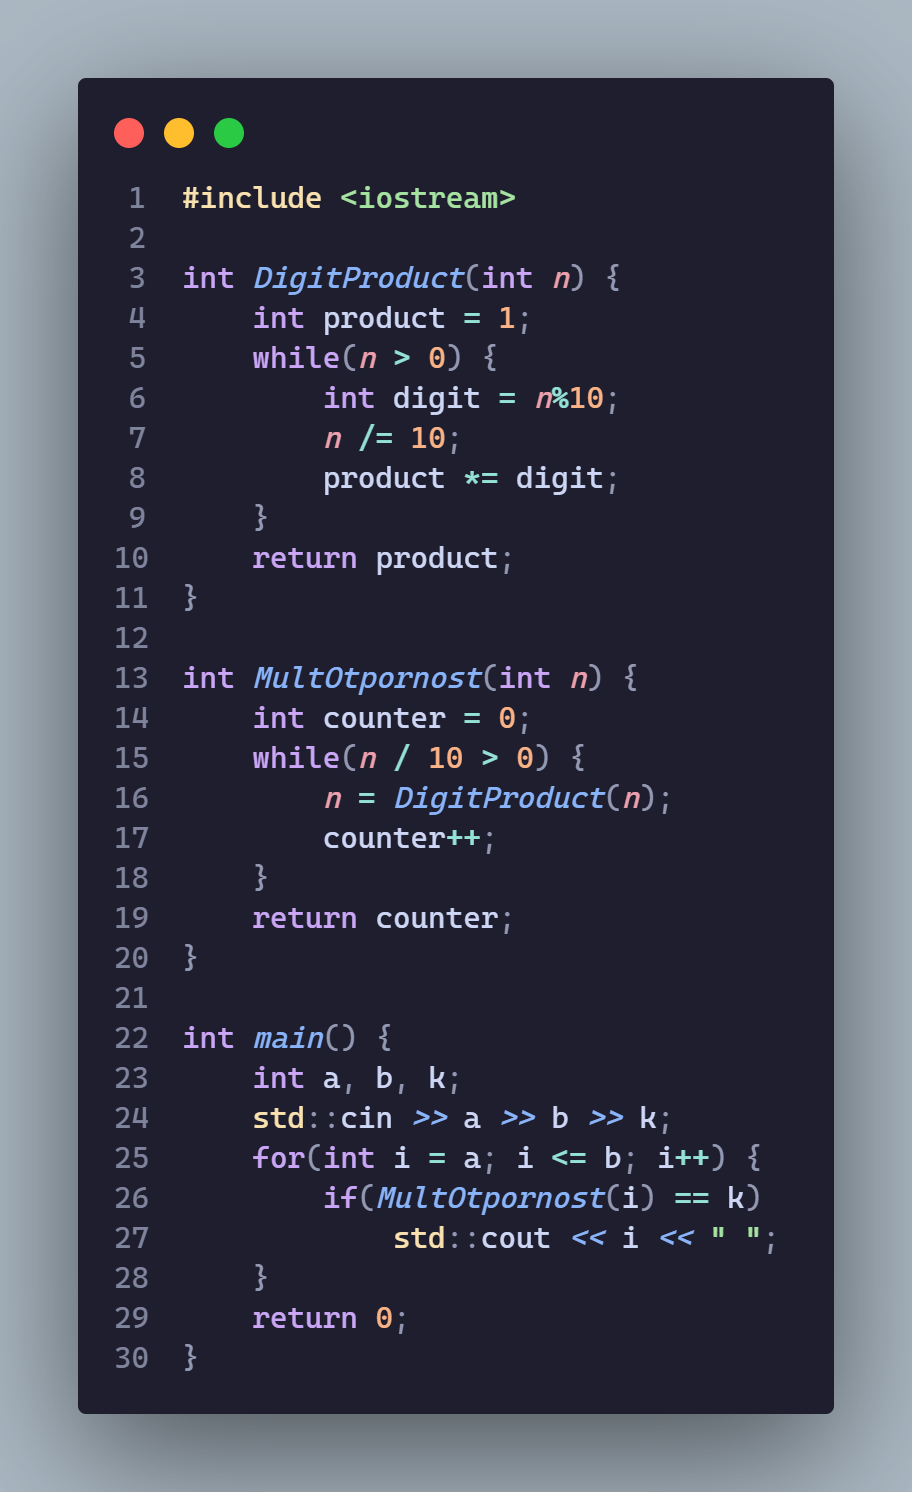 1 #include <iostream>
2
3 int DigitProduct(int n) {
4     int product = 1;
5     while(n > 0) {
6         int digit = n%10;
7         n /= 10;
8         product *= digit;
9     }
10     return product;
11 }
12
13 int MultOtpornost(int n) {
14     int counter = 0;
15     while(n / 10 > 0) {
16         n = DigitProduct(n);
17         counter++;
18     }
19     return counter;
20 }
21
22 int main() {
23     int a, b, k;
24     std::cin >> a >> b >> k;
25     for(int i = a; i <= b; i++) {
26         if(MultOtpornost(i) == k)
27             std::cout << i << " ";
28     }
29     return 0;
30 }